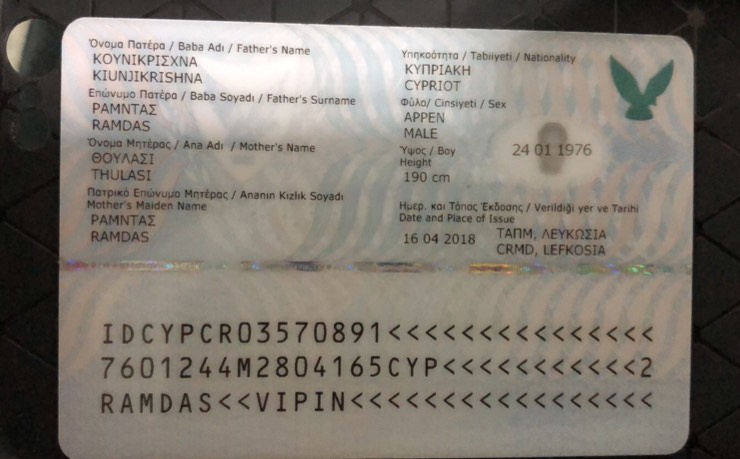 Όνομα Πατέρα / Baba Adı / Father's Name
ΚΟΥΝΙΚΡΙΣΧΝΑ
KIUNJIKRISHNA
Επώνυμο Πατέρα / Baba Soyadı / Father's Surname
ΡΑΜΝΤΑΣ
RAMDAS
Όνομα Μητέρας / Ana Adı / Mother's Name
ΘΟΥΛΑΣΙ
THULASI
Πατρικό Επώνυμο Μητέρας / Ananın Kızlık Soyadı
Mother's Maiden Name
ΡΑΜΝΤΑΣ
RAMDAS
Υπηκοότητα / Tabiiyeti / Nationality
ΚΥΠΡΙΑΚΗ
CYPRIOT
Φύλο/ Cinsiyeti / Sex
ΑΡΡΕΝ
MALE
Ύψος / Boy
Height
190 cm
24 01 1976
Ημερ. και Τόπος Έκδοσης / Verildiği yer ve Tarihi
Date and Place of Issue
16 04 2018
ΤΑΠΜ, ΛΕΥΚΩΣΙΑ
CRMD, LEFKOSIA
IDCYPCR03570891<<<<<<<<<<<<<<<
7601244M2804165CYP<<<<<<<<<<<2
RAMDAS<<VIPIN<<<<<<<<<<<<<<<<<